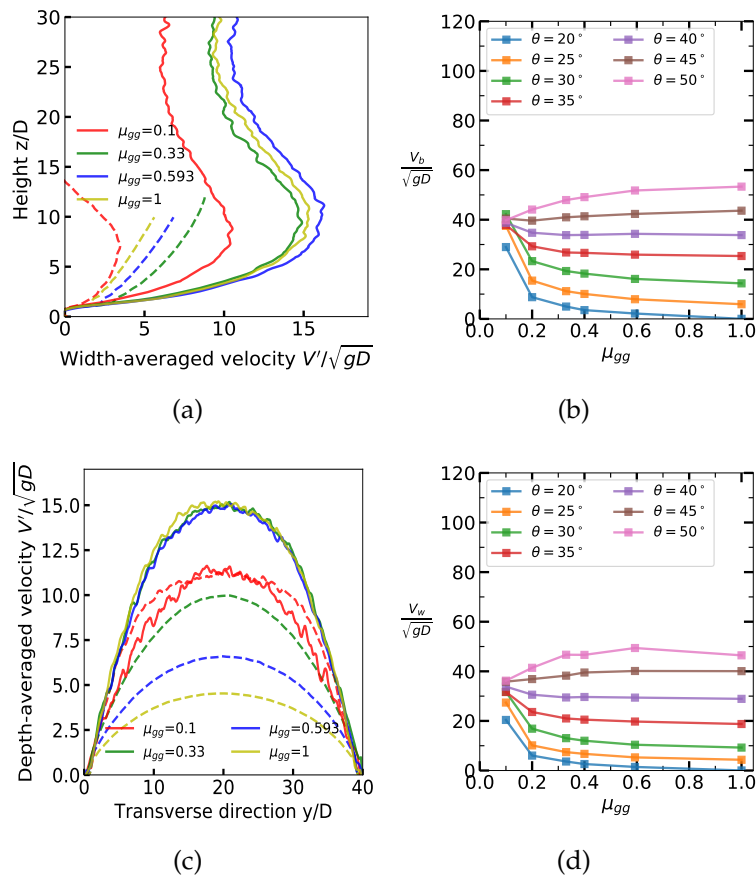 30
25
20
15
10
5
0
Height z/D
μgg=0.1
μgg=0.33
μgg=0.593
μgg=1
0 5 10 15
Width-averaged velocity V′/√gD
(a)
120
100
80
60
40
20
0
Vb/√gD
θ = 20° θ = 40°
θ = 25° θ = 45°
θ = 30° θ = 50°
θ = 35°
0.0 0.2 0.4 0.6 0.8 1.0
μgg
(b)
15.0
12.5
10.0
7.5
5.0
2.5
0.0
Depth-averaged velocity V′/√gD
μgg=0.1 μgg=0.593
μgg=0.33 μgg=1
10 20 30 40
Transverse direction y/D
(c)
120
100
80
60
40
20
0
Vw/√gD
θ = 20° θ = 40°
θ = 25° θ = 45°
θ = 30° θ = 50°
θ = 35°
0.0 0.2 0.4 0.6 0.8 1.0
μgg
(d)